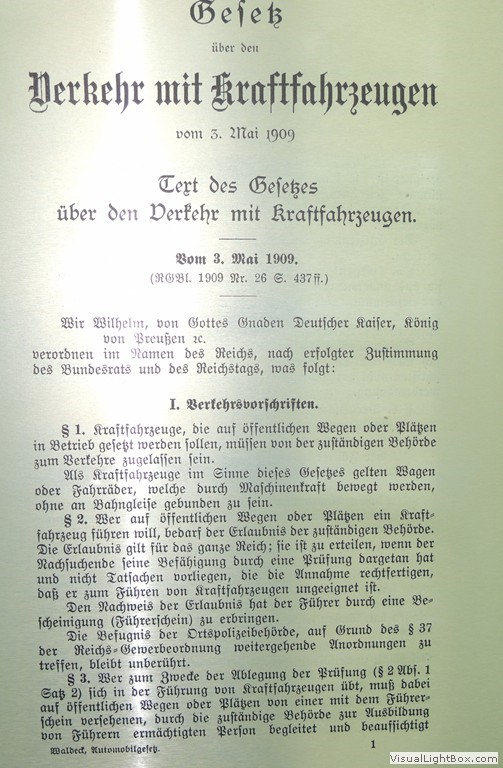 Gesetz
über den
Verkehr mit Kraftfahrzeugen
vom 3. Mai 1909
Text des Gesetzes
über den Verkehr mit Kraftfahrzeugen.
Vom 3. Mai 1909.
(RGBl. 1909 Nr. 26 S. 437 ff.)
Wir Wilhelm, von Gottes Gnaden Deutscher Kaiser, König
von Preußen ꝛc.
verordnen im Namen des Reichs, nach erfolgter Zustimmung
des Bundesrats und des Reichstags, was folgt:
I. Verkehrsvorschriften.
§ 1. Kraftfahrzeuge, die auf öffentlichen Wegen oder Plätzen
in Betrieb gesetzt werden sollen, müssen von der zuständigen Behörde
zum Verkehre zugelassen sein.
Als Kraftfahrzeuge im Sinne dieses Gesetzes gelten Wagen
oder Fahrräder, welche durch Maschinenkraft bewegt werden,
ohne an Bahngleise gebunden zu sein.
§ 2. Wer auf öffentlichen Wegen oder Plätzen ein Kraft-
fahrzeug führen will, bedarf der Erlaubnis der zuständigen Behörde.
Die Erlaubnis gilt für das ganze Reich; sie ist zu erteilen, wenn der
Nachsuchende seine Befähigung durch eine Prüfung dargetan hat
und nicht Tatsachen vorliegen, die die Annahme rechtfertigen,
daß er zum Führen von Kraftfahrzeugen ungeeignet ist.
Den Nachweis der Erlaubnis hat der Führer durch eine Be-
scheinigung (Führerschein) zu erbringen.
Die Befugnis der Ortspolizeibehörde, auf Grund des § 37
der Reichs-Gewerbeordnung weitergehende Anordnungen zu
treffen, bleibt unberührt.
§ 3. Wer zum Zwecke der Ablegung der Prüfung (§ 2 Abs. 1
Satz 2) sich in der Führung von Kraftfahrzeugen übt, muß dabei
auf öffentlichen Wegen oder Plätzen von einer mit dem Führer-
schein versehenen, durch die zuständige Behörde zur Ausbildung
von Führern ermächtigten Person begleitet und beaufsichtigt
Waldeck, Automobilgesetz. 1
VisualLightBox.com